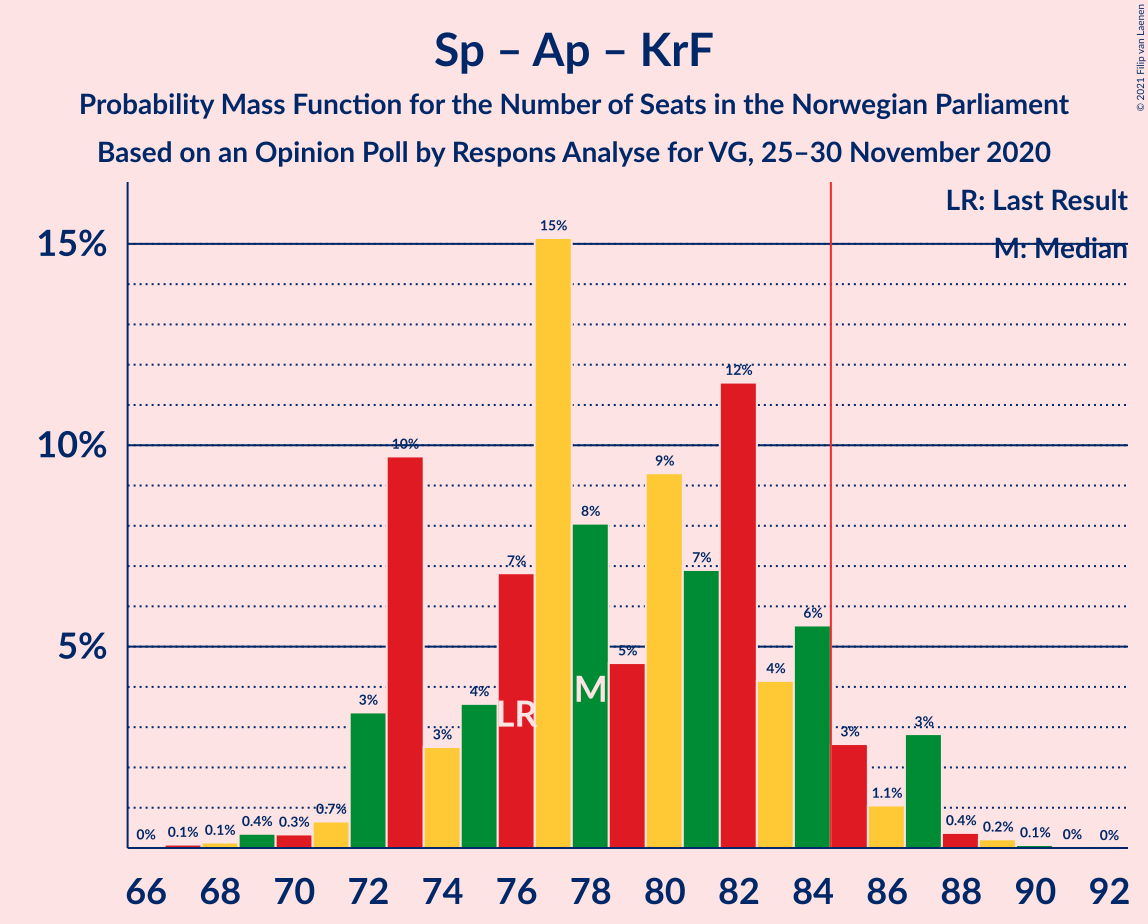 Sp – Ap – KrF
Probability Mass Function for the Number of Seats in the Norwegian Parliament
Based on an Opinion Poll by Respons Analyse for VG, 25–30 November 2020
© 2021 Filip van Laenen
LR: Last Result
M: Median
15%
10%
5%
0% 0.1% 0.1% 0.4% 0.3% 0.7% 3% 10% 3% 4% 7% 15% 8% 5% 9% 7% 12% 4% 6% 3% 1.1% 3% 0.4% 0.2% 0.1% 0% 0%
LR M
66 68 70 72 74 76 78 80 82 84 86 88 90 92